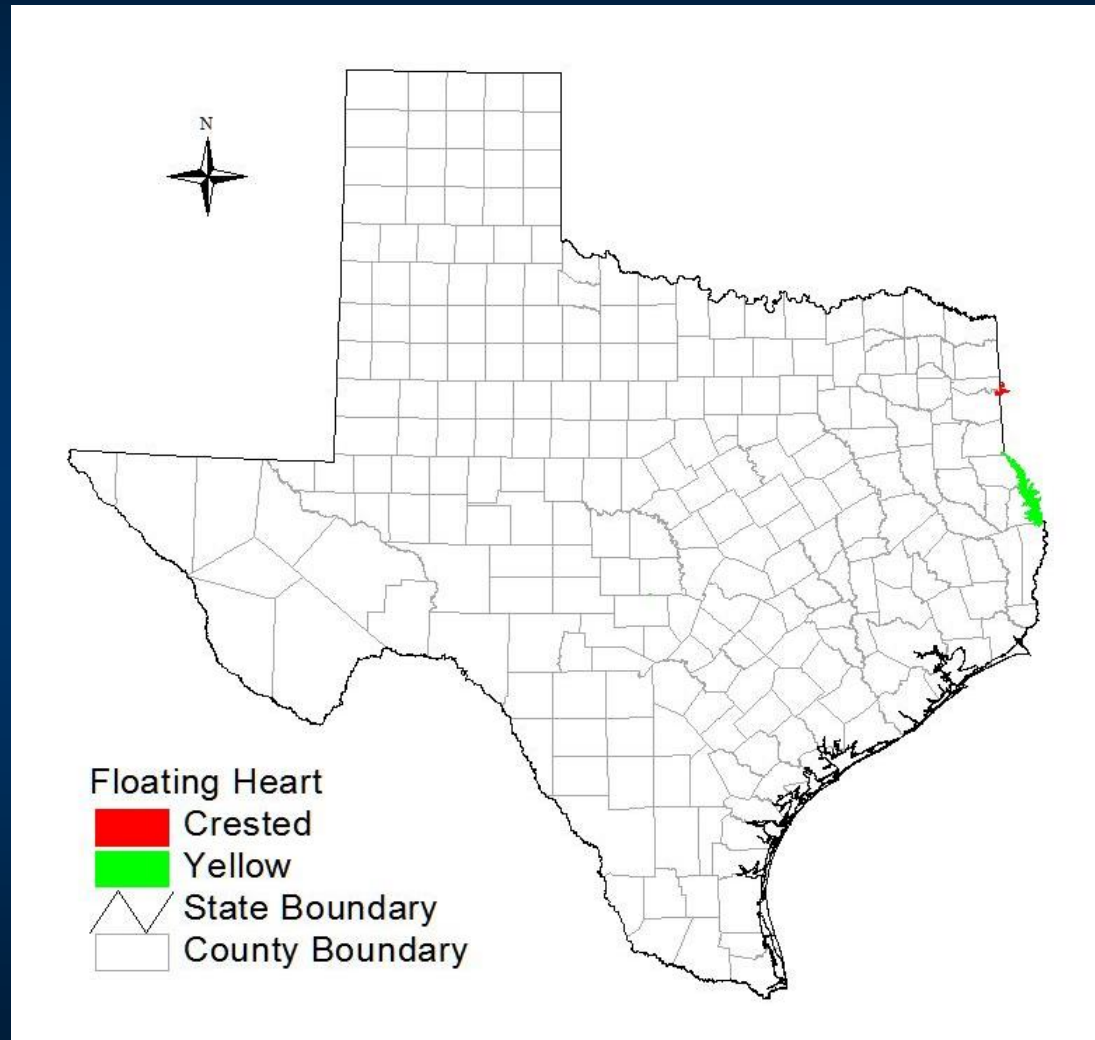 N
Floating Heart
Crested
Yellow
State Boundary
County Boundary